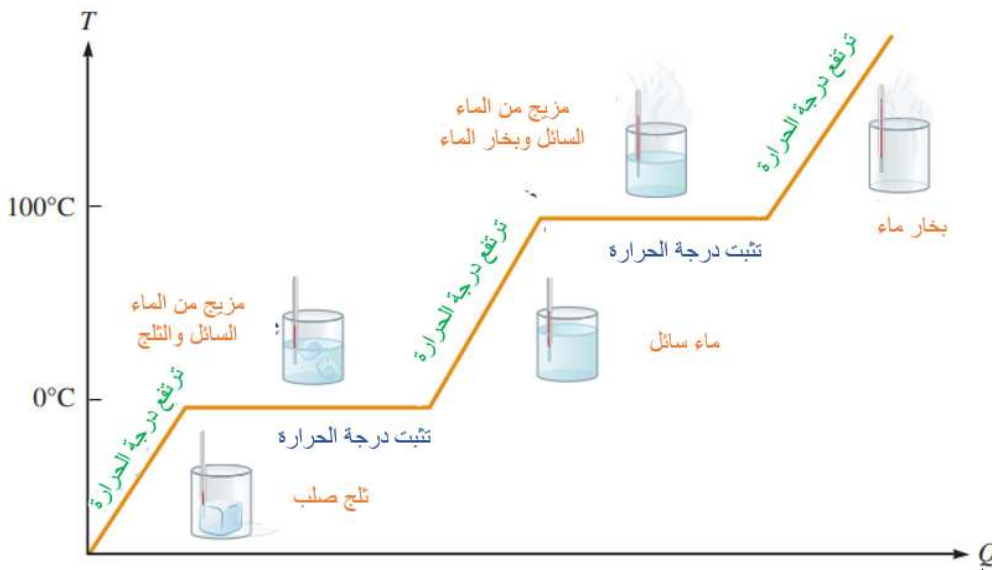 T
ترتفع درجة الحرارة
مزيج من الماء
السائل وبخار الماء
100°C
بخار ماء
تثبت درجة الحرارة
ترتفع درجة الحرارة
مزيج من الماء
السائل والثلج
ماء سائل
0°C
تثبت درجة الحرارة
ترتفع درجة الحرارة
ثلج صلب
Q